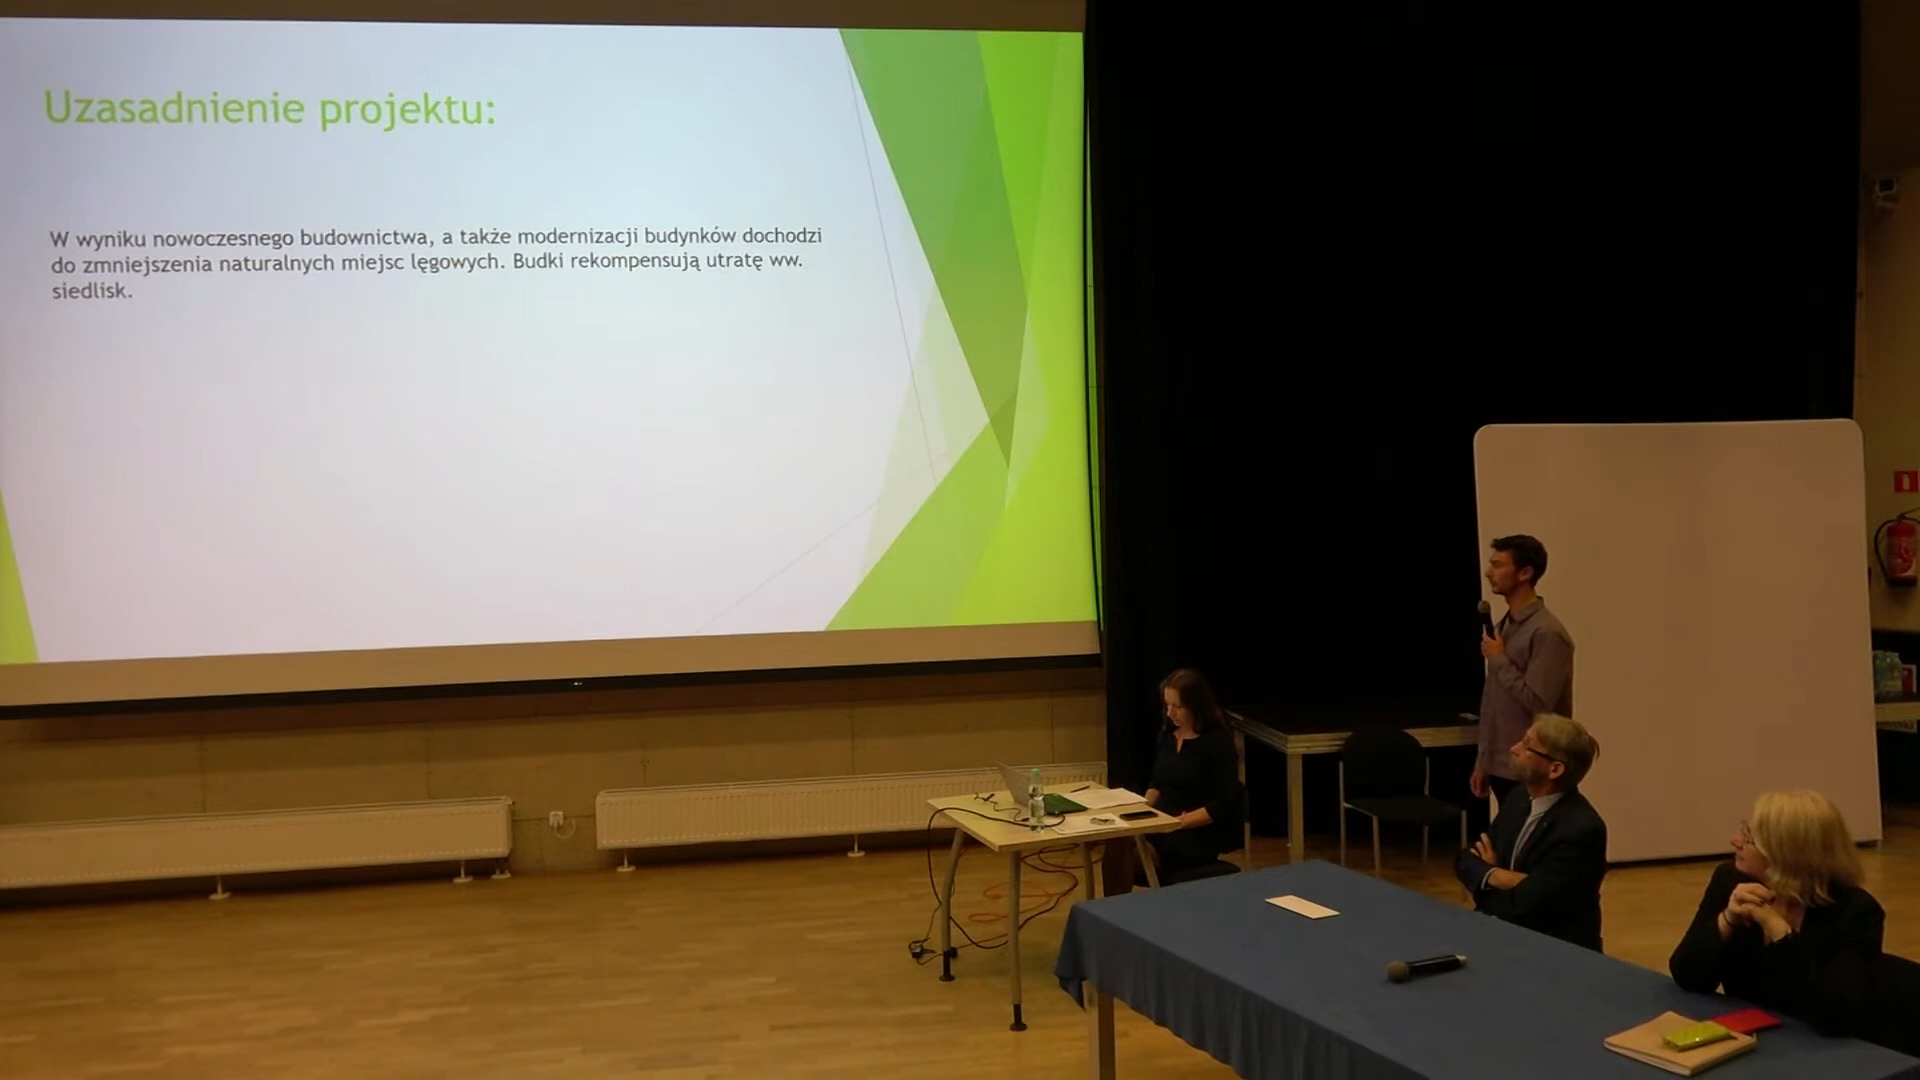 Uzasadnienie projektu:
W wyniku nowoczesnego budownictwa, a także modernizacji budynków dochodzi
do zmniejszenia naturalnych miejsc lęgowych. Budki rekompensują utratę ww.
siedlisk.